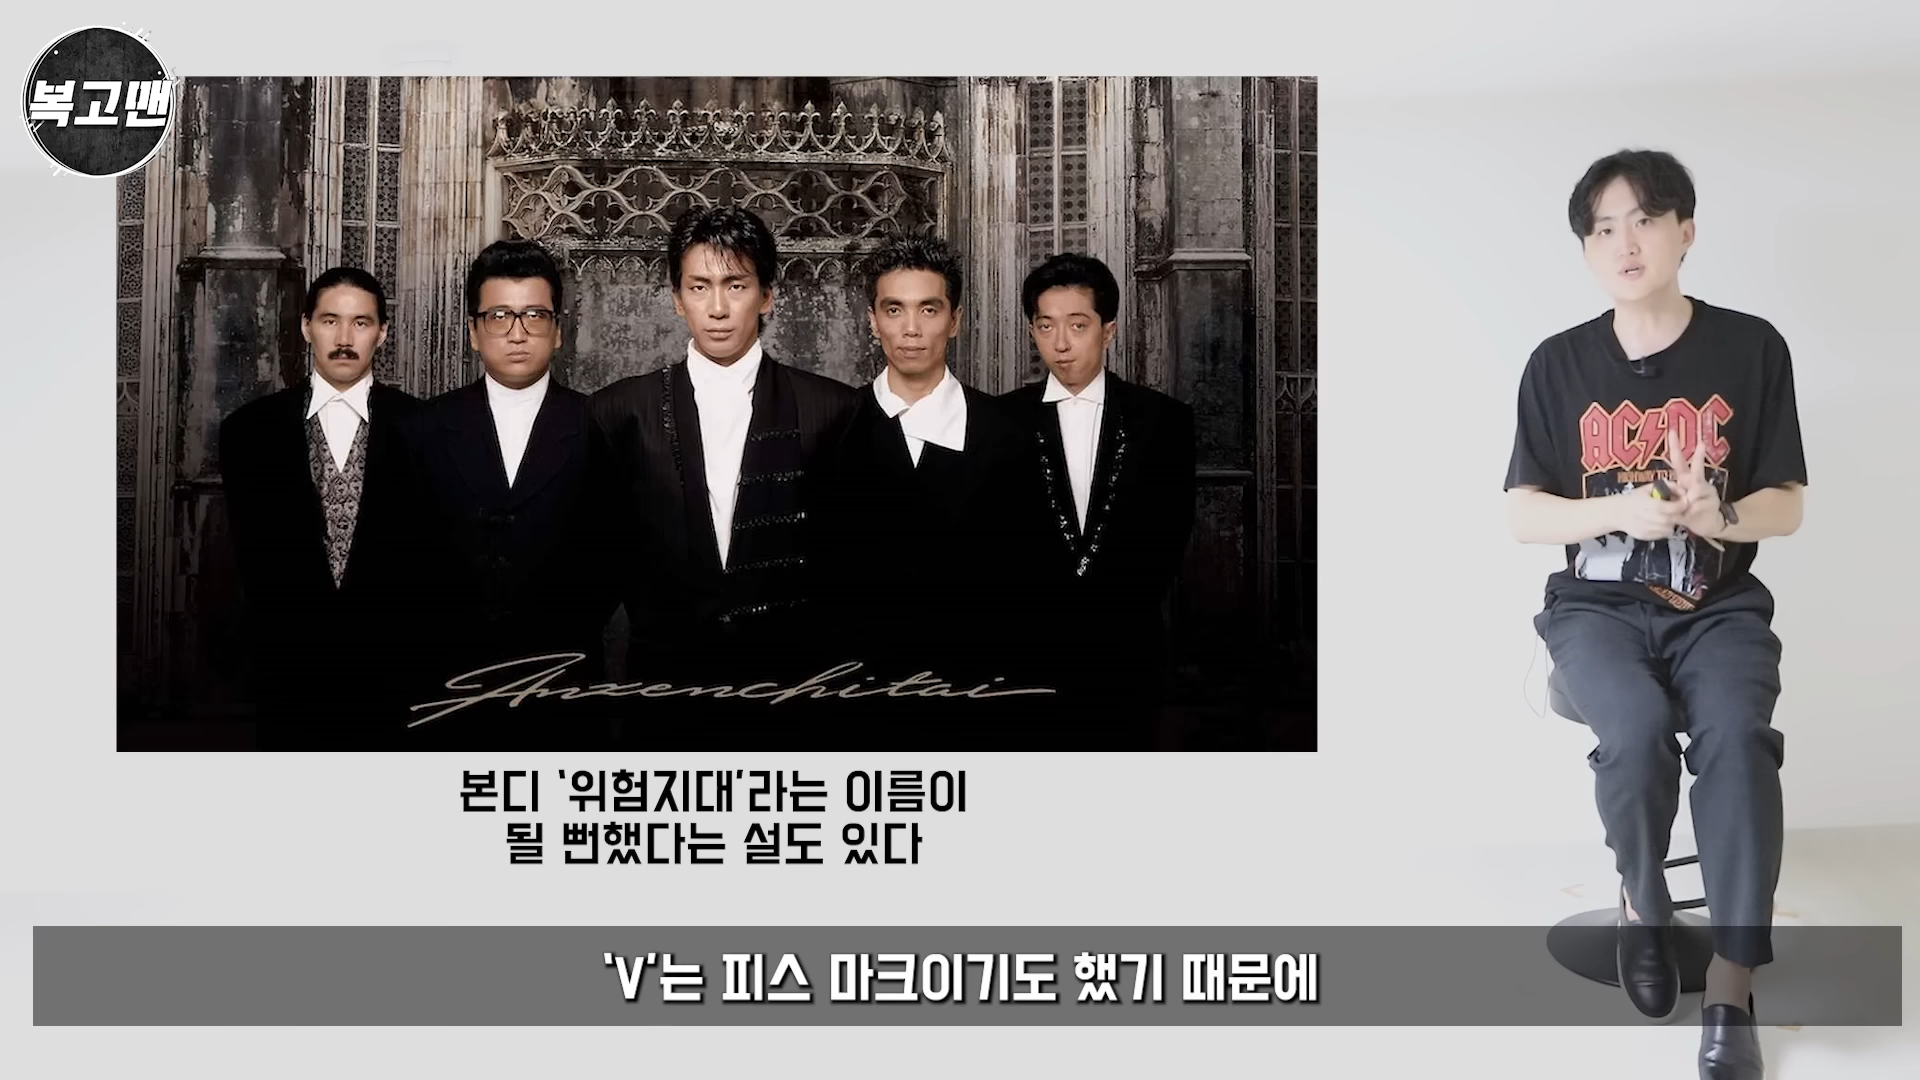 복고맨
AC⚡DC
HIGHWAY TO
Anzenchitai
본디 '위험지대'라는 이름이
될 뻔했다는 설도 있다
'V'는 피스 마크이기도 했기 때문에